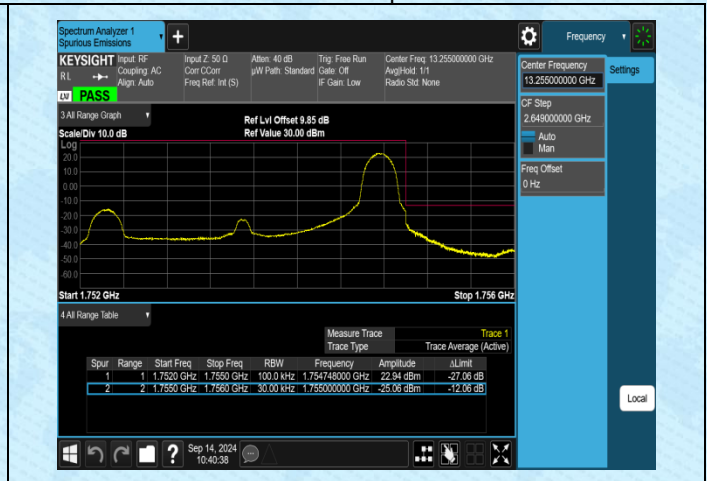 Spectrum Analyzer 1
Spurious Emissions
Frequency
KEYSIGHT Input: RF Input Z: 50 Ω Atten: 40 dB Trig: Free Run Center Freq: 13.255000000 GHz
RL Coupling: AC Corr CCorr µW Path: Standard Gate: Off Avg|Hold: 1/1
Align: Auto Freq Ref: Int (S) IF Gain: Low Radio Std: None
LXI PASS
3 All Range Graph
Ref Lvl Offset 9.85 dB
Scale/Div 10.0 dB Ref Value 30.00 dBm
Log
20.0
10.0
0.00
-10.0
-20.0
-30.0
-40.0
-50.0
-60.0
Start 1.752 GHz Stop 1.756 GHz
4 All Range Table
Measure Trace Trace 1
Trace Type Trace Average (Active)
Spur Range Start Freq Stop Freq RBW Frequency Amplitude ΔLimit
1 1 1.7520 GHz 1.7550 GHz 100.0 kHz 1.754748000 GHz 22.94 dBm -27.06 dB
2 2 1.7550 GHz 1.7560 GHz 30.00 kHz 1.755000000 GHz -25.06 dBm -12.06 dB
Center Frequency
13.255000000 GHz
Settings
CF Step
2.649000000 GHz
Auto
Man
Freq Offset
0 Hz
Local
? Sep 14, 2024
10:40:38